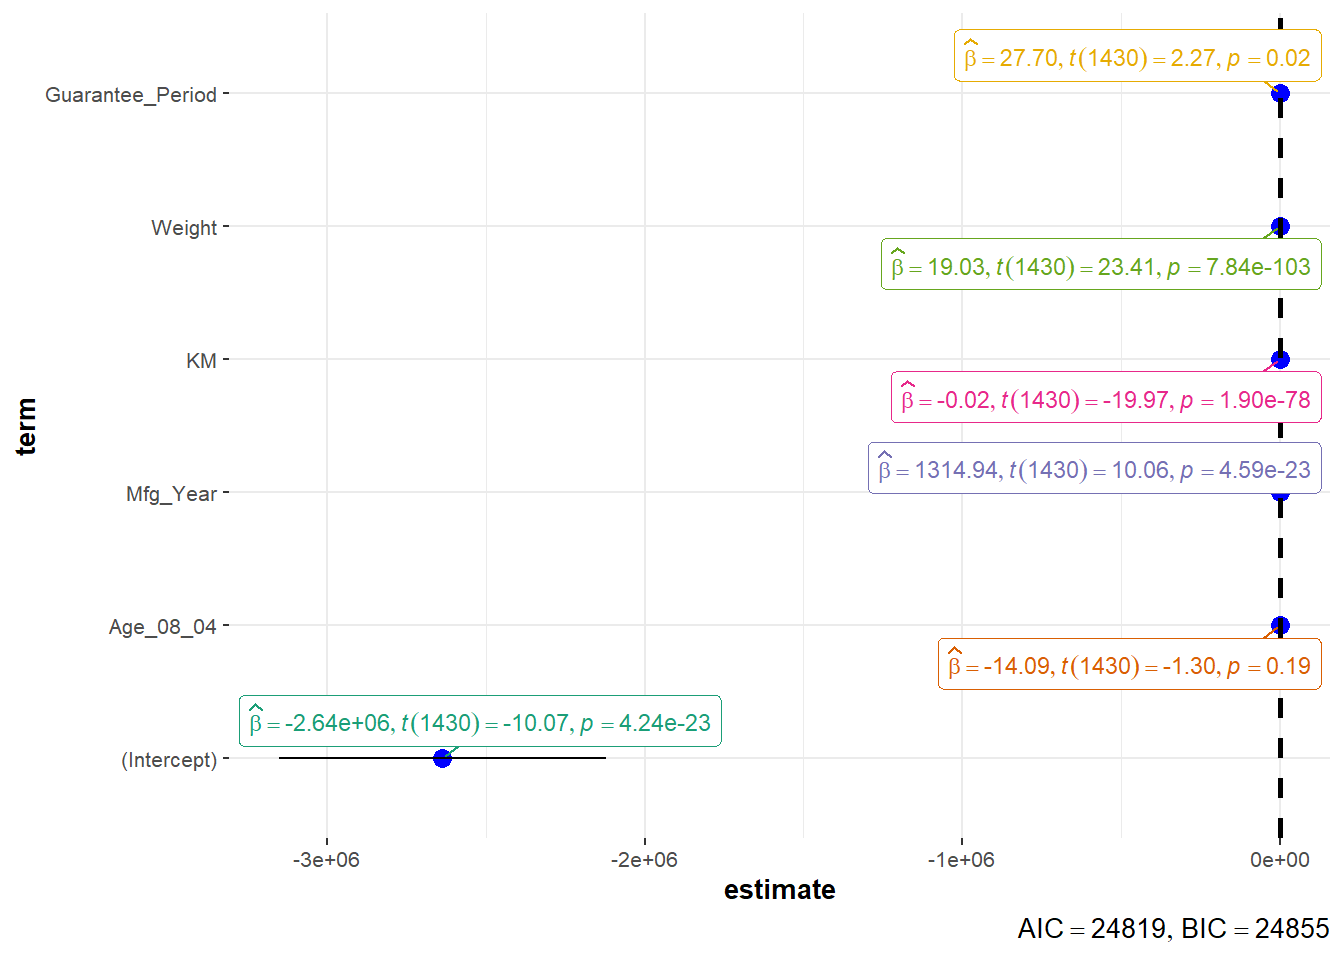 β̂ = 27.70, t(1430) = 2.27, p = 0.02
Guarantee_Period
Weight
β̂ = 19.03, t(1430) = 23.41, p = 7.84e-103
KM
β̂ = -0.02, t(1430) = -19.97, p = 1.90e-78
term
β̂ = 1314.94, t(1430) = 10.06, p = 4.59e-23
Mfg_Year
Age_08_04
β̂ = -14.09, t(1430) = -1.30, p = 0.19
β̂ = -2.64e+06, t(1430) = -10.07, p = 4.24e-23
(Intercept)
-3e+06 -2e+06 -1e+06 0e+00
estimate
AIC = 24819, BIC = 24855